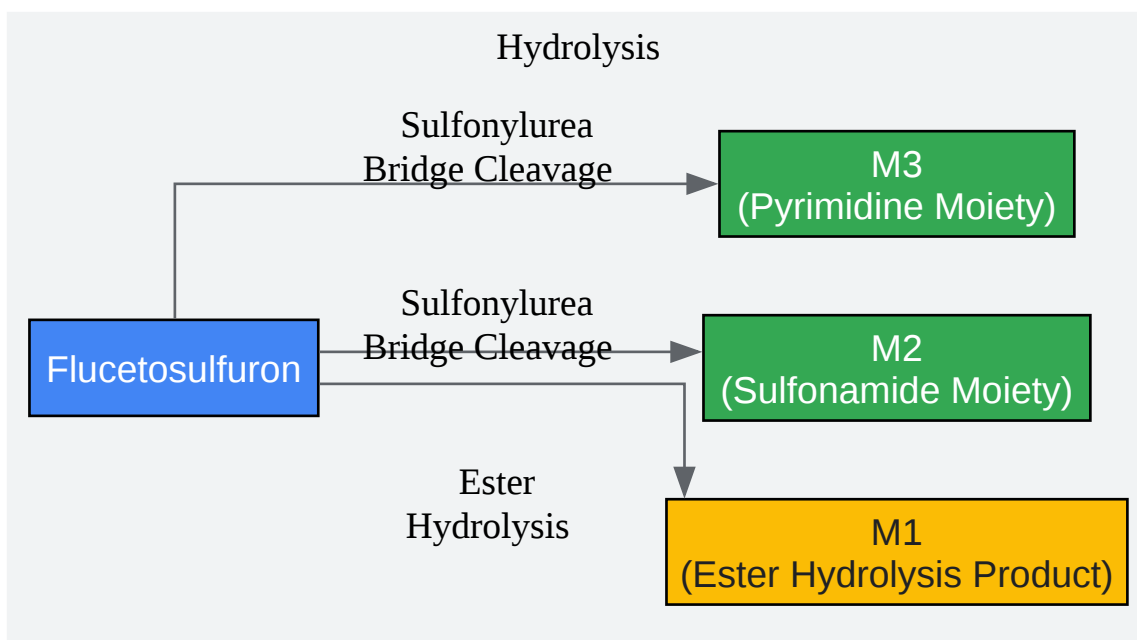 Hydrolysis
Sulfonylurea
Bridge Cleavage
M3
(Pyrimidine Moiety)
Sulfonylurea
Bridge Cleavage
Flucetosulfuron
M2
(Sulfonamide Moiety)
Ester
Hydrolysis
M1
(Ester Hydrolysis Product)